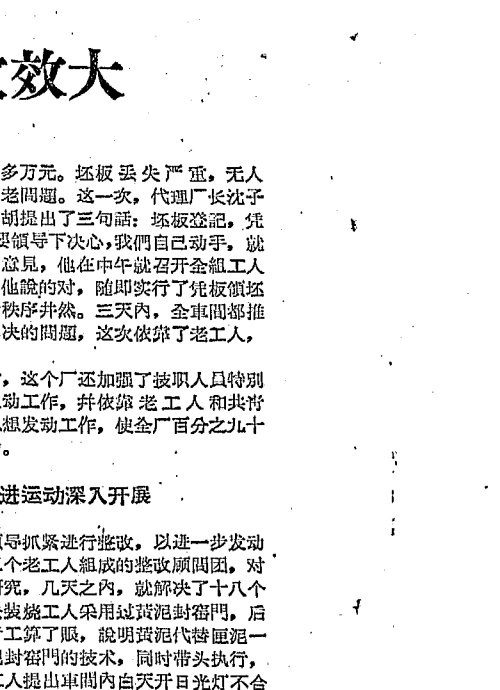 效大
多万元。坯板丢失严重，无人
老問題。这一次，代理厂长沈子
胡提出了三句話：坯板登記，凭
要領导下决心，我們自己动手，就
意見，他在中午就召开全組工人
他說的对，随即实行了凭板領坯
秩序井然。三天內，全車間都推
决的問題，这次依靠了老工人，
，这个厂还加强了技职人員特别
动工作，幷依靠老工人和共青
想发动工作，使全厂百分之九十
。
进运动深入开展
导抓紧进行整改，以进一步发动
个老工人組成的整改顾問团，对
究，几天之內，就解决了十八个
装烧工人采用过黃泥封窑門，后
工算了賬，說明黃泥代替匣泥一
封窑門的技术，同时带头执行，
工人提出車間內白天开日光灯不合